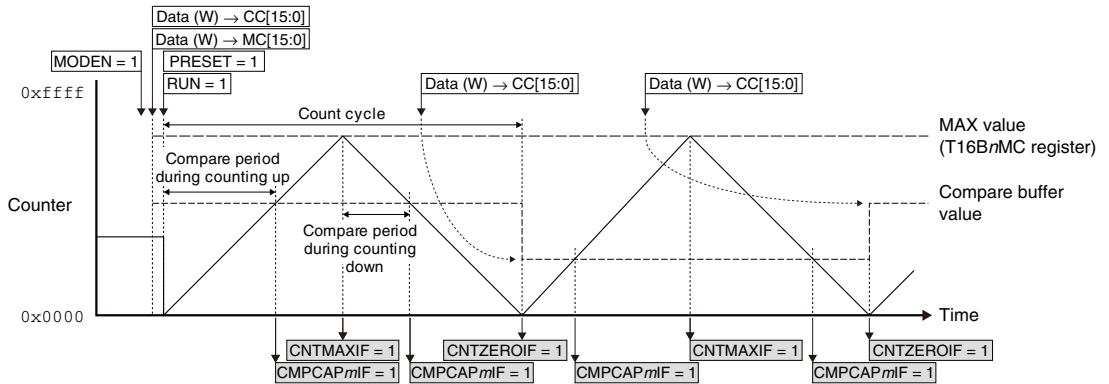 Data (W) → CC[15:0]
Data (W) → MC[15:0]
MODEN = 1
PRESET = 1
RUN = 1
Data (W) → CC[15:0]
Data (W) → CC[15:0]
0xffff
Count cycle
MAX value
(T16BnMC register)
Compare period
during counting up
Compare buffer
value
Counter
Compare period
during counting
down
0x0000
Time
CNTMAXIF = 1
CNTZEROIF = 1
CNTMAXIF = 1
CNTZEROIF = 1
CMPCAPmIF = 1
CMPCAPmIF = 1
CMPCAPmIF = 1
CMPCAPmIF = 1